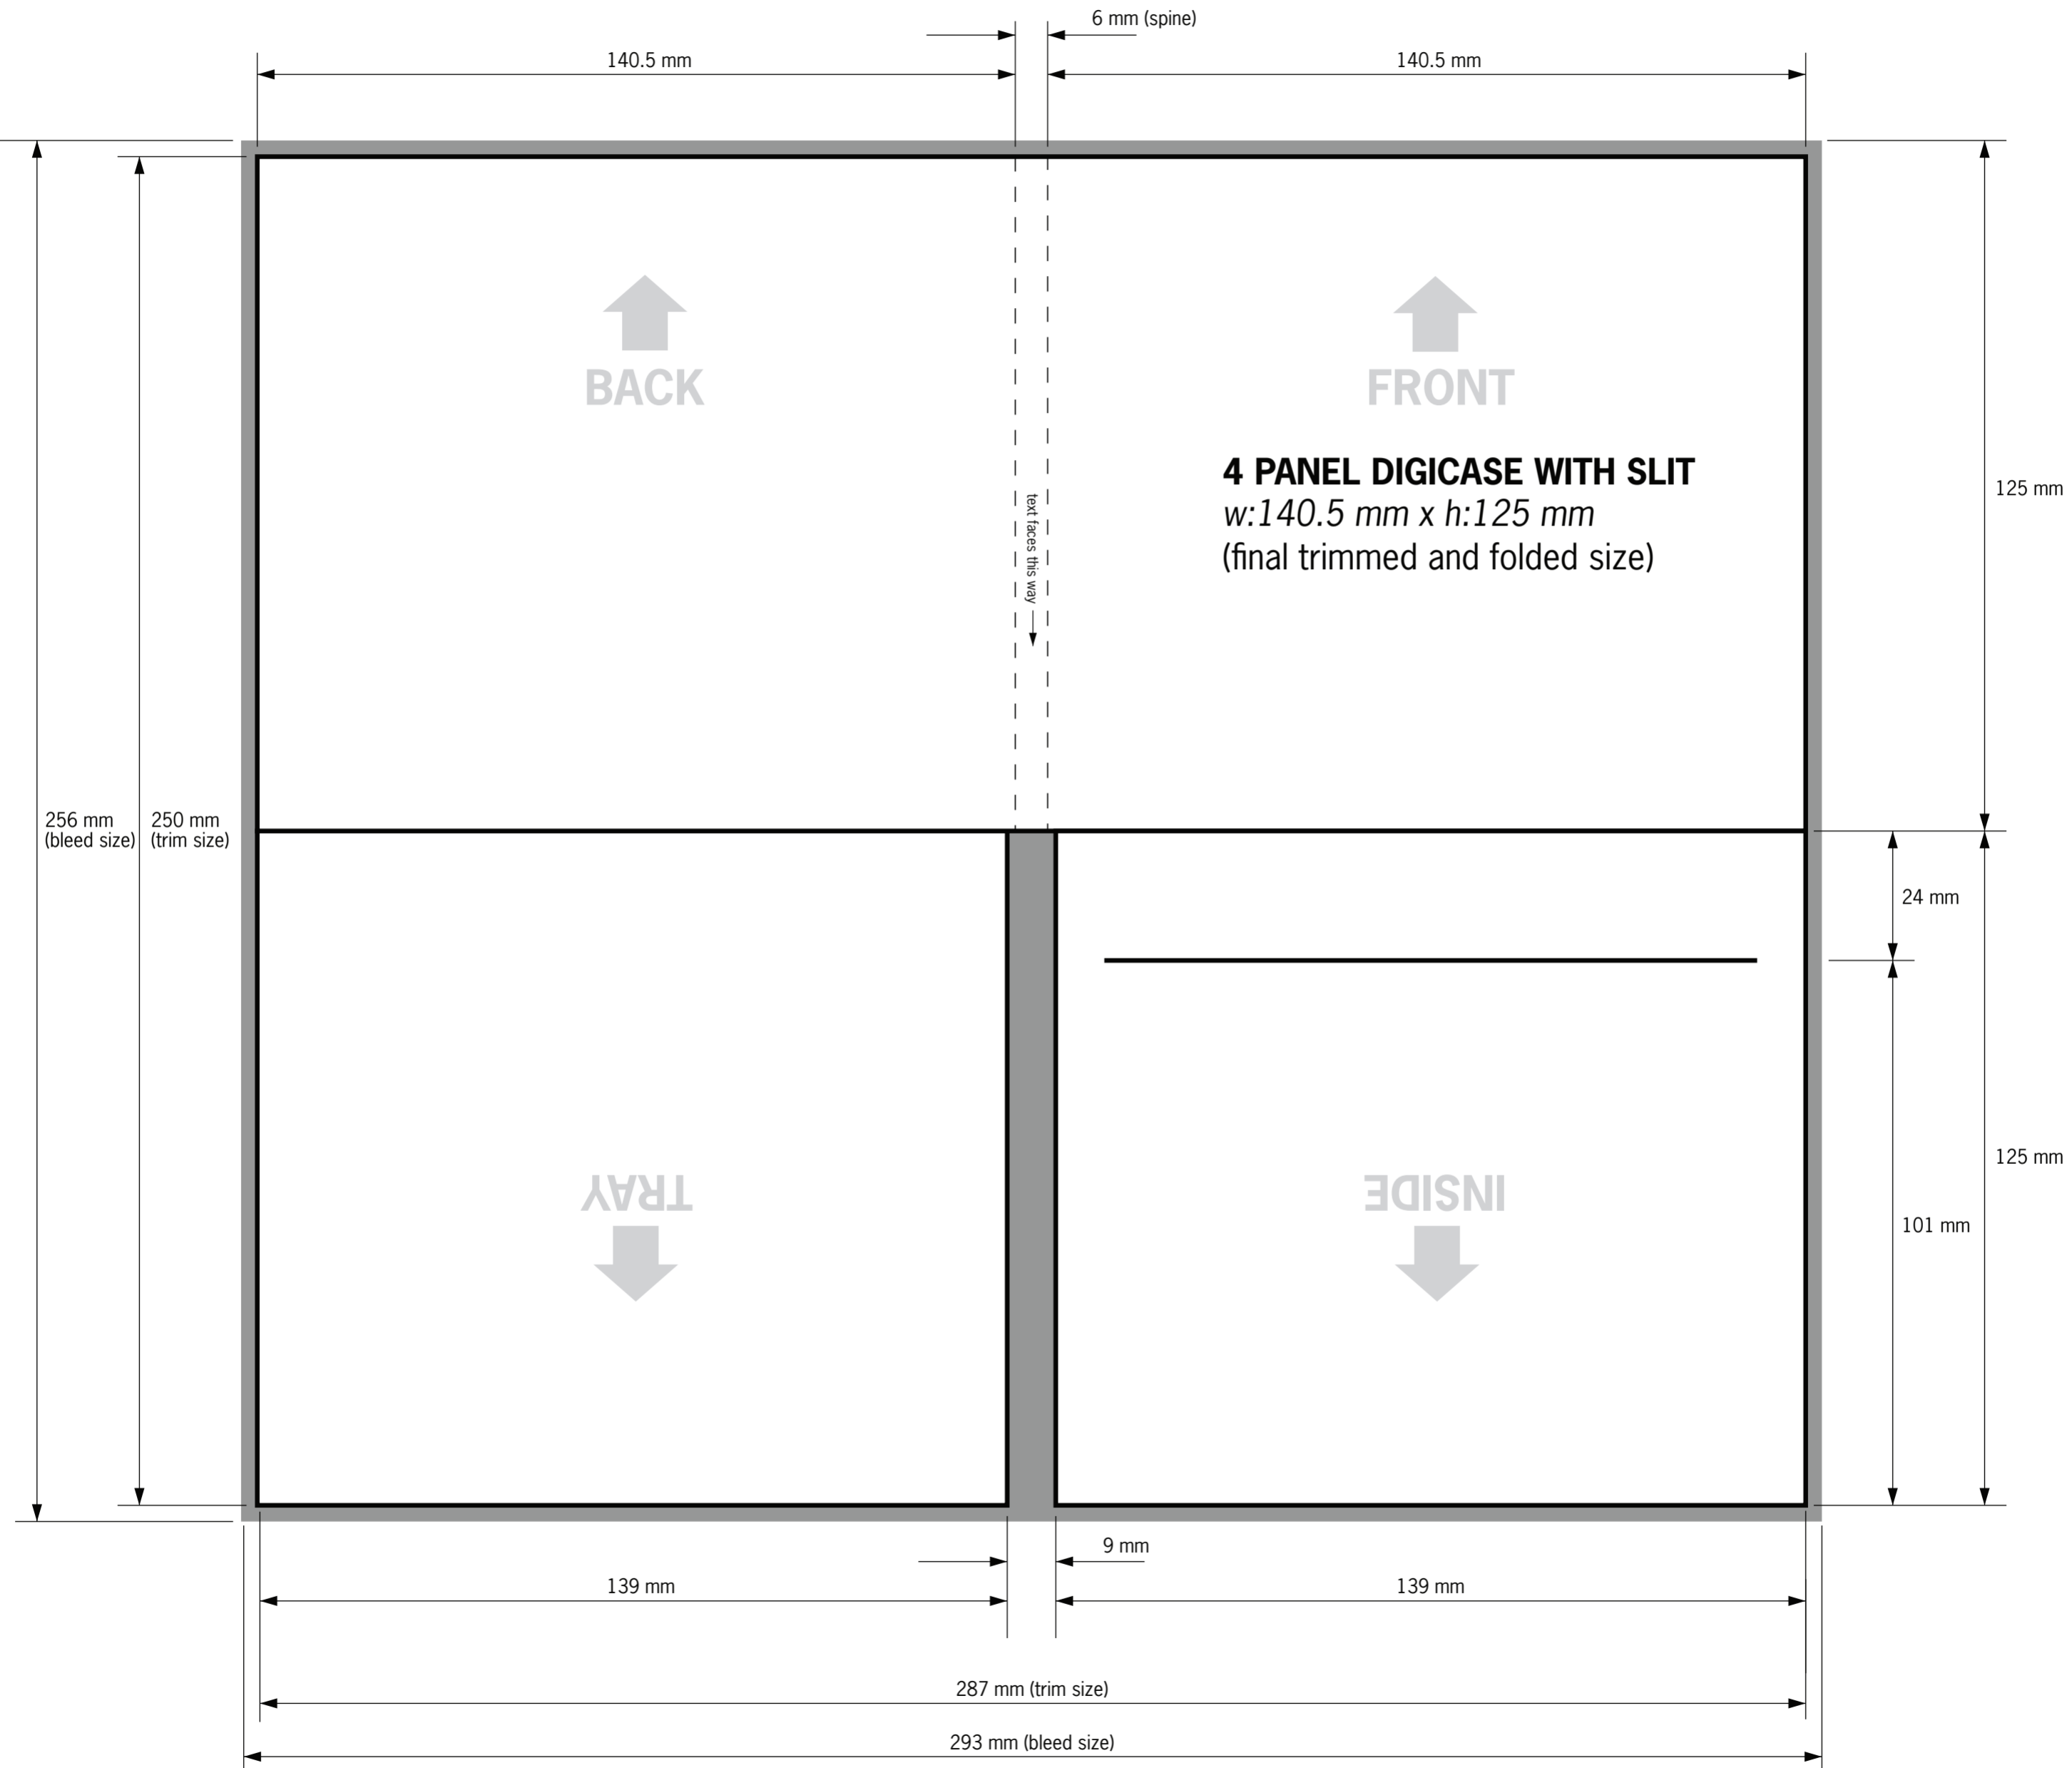 6 mm (spine)
140.5 mm
140.5 mm
BACK
FRONT
4 PANEL DIGICASE WITH SLIT
w:140.5 mm x h:125 mm
(final trimmed and folded size)
text faces this way
125 mm
256 mm
(bleed size)
250 mm
(trim size)
24 mm
125 mm
TRAY
INSIDE
101 mm
9 mm
139 mm
139 mm
287 mm (trim size)
293 mm (bleed size)